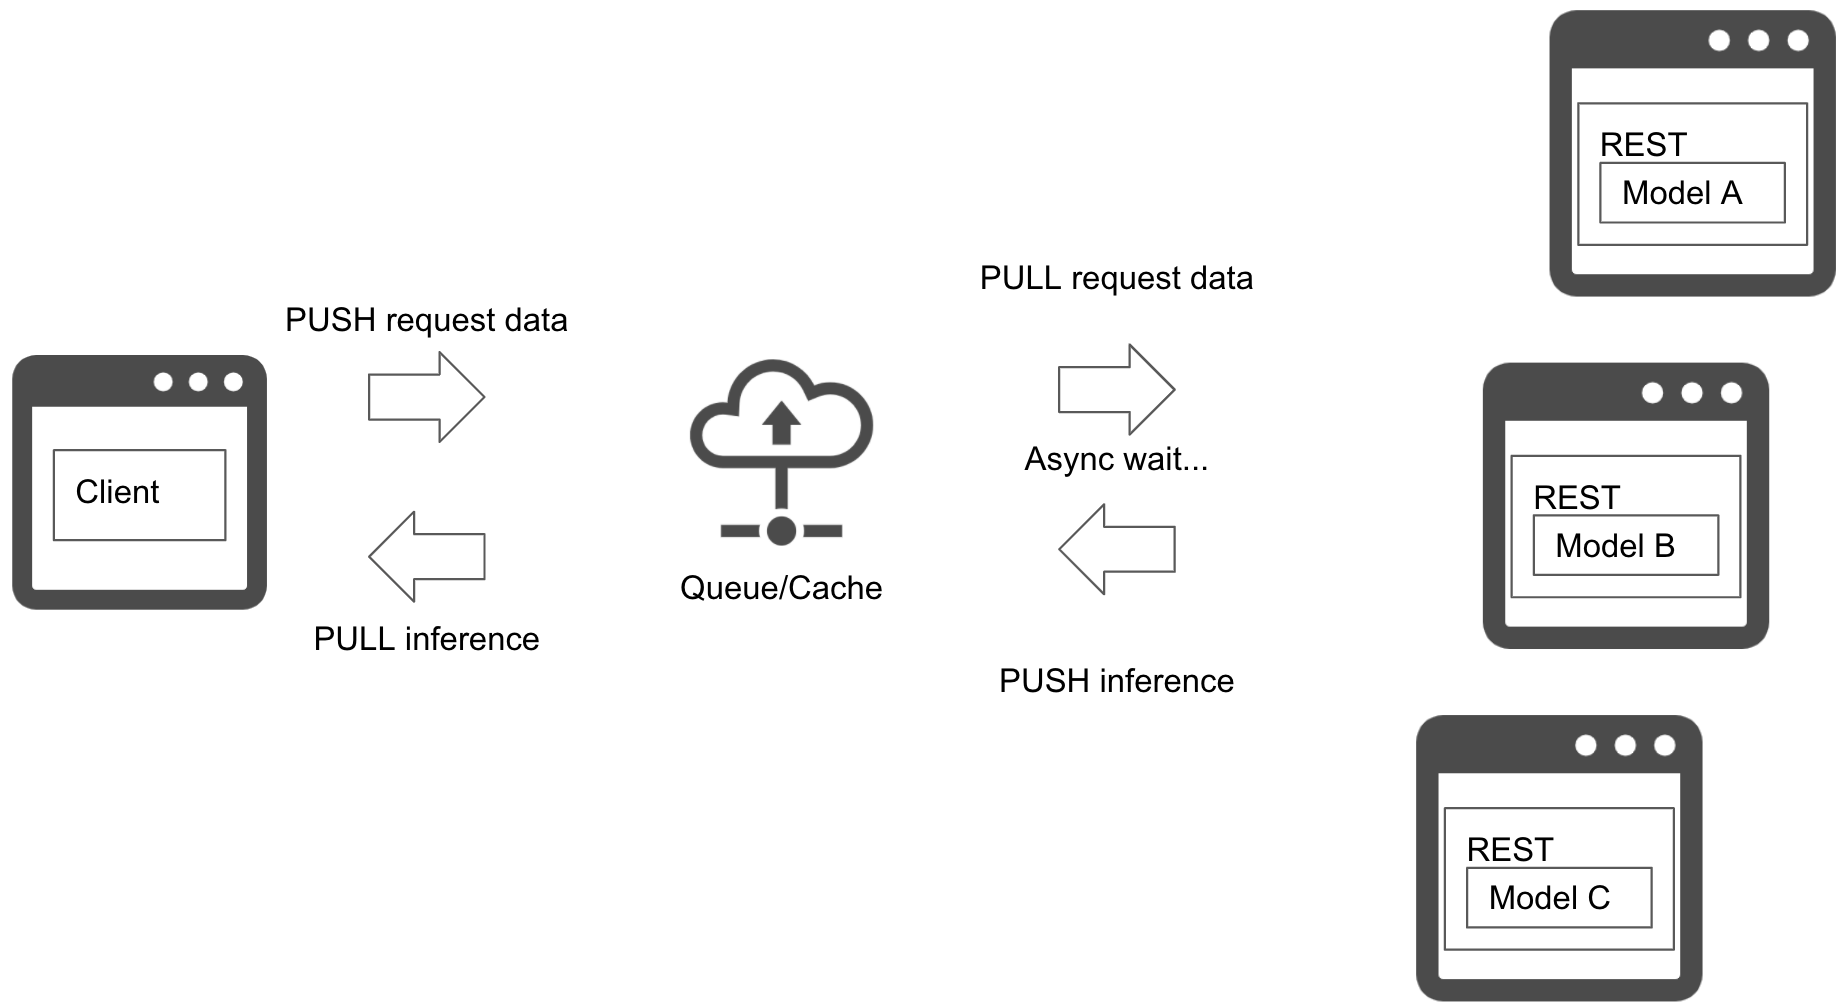 REST
Model A
PULL request data
PUSH request data
Async wait...
Client
REST
Model B
Queue/Cache
PULL inference
PUSH inference
REST
Model C